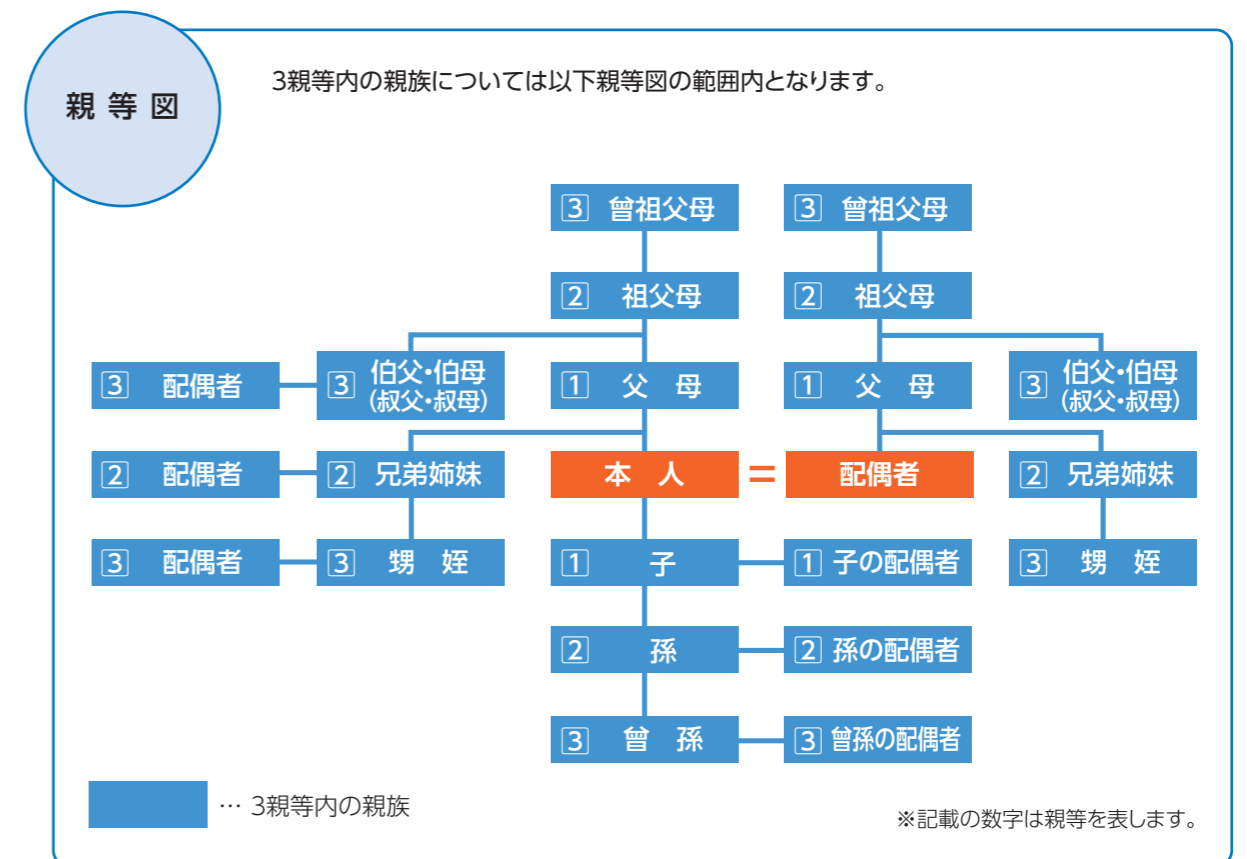 親等図
3親等内の親族については以下親等図の範囲内となります。
3 曾祖父母
3 曾祖父母
2 祖父母
2 祖父母
3 配偶者
3 伯父・伯母
(叔父・叔母)
1 父 母
1 父 母
3 伯父・伯母
(叔父・叔母)
2 配偶者
2 兄弟姉妹
本 人
=
配偶者
2 兄弟姉妹
3 配偶者
3 甥 姪
1 子
1 子の配偶者
3 甥 姪
2 孫
2 孫の配偶者
3 曾 孫
3 曾孫の配偶者
… 3親等内の親族
※記載の数字は親等を表します。